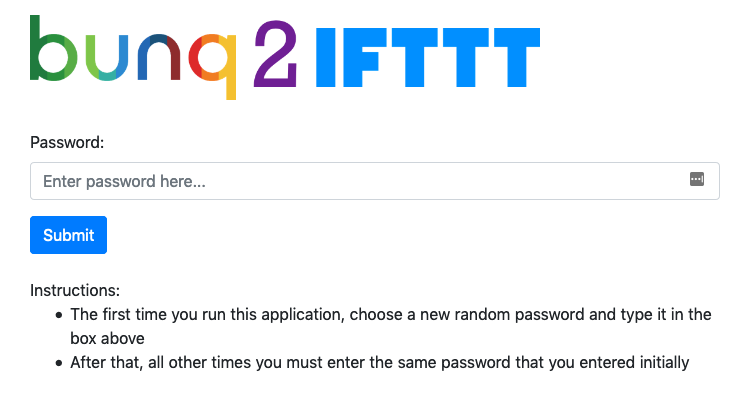 bunq 2 IFTTT
Password:
Enter password here...
Submit
Instructions:
• The first time you run this application, choose a new random password and type it in the
box above
• After that, all other times you must enter the same password that you entered initially